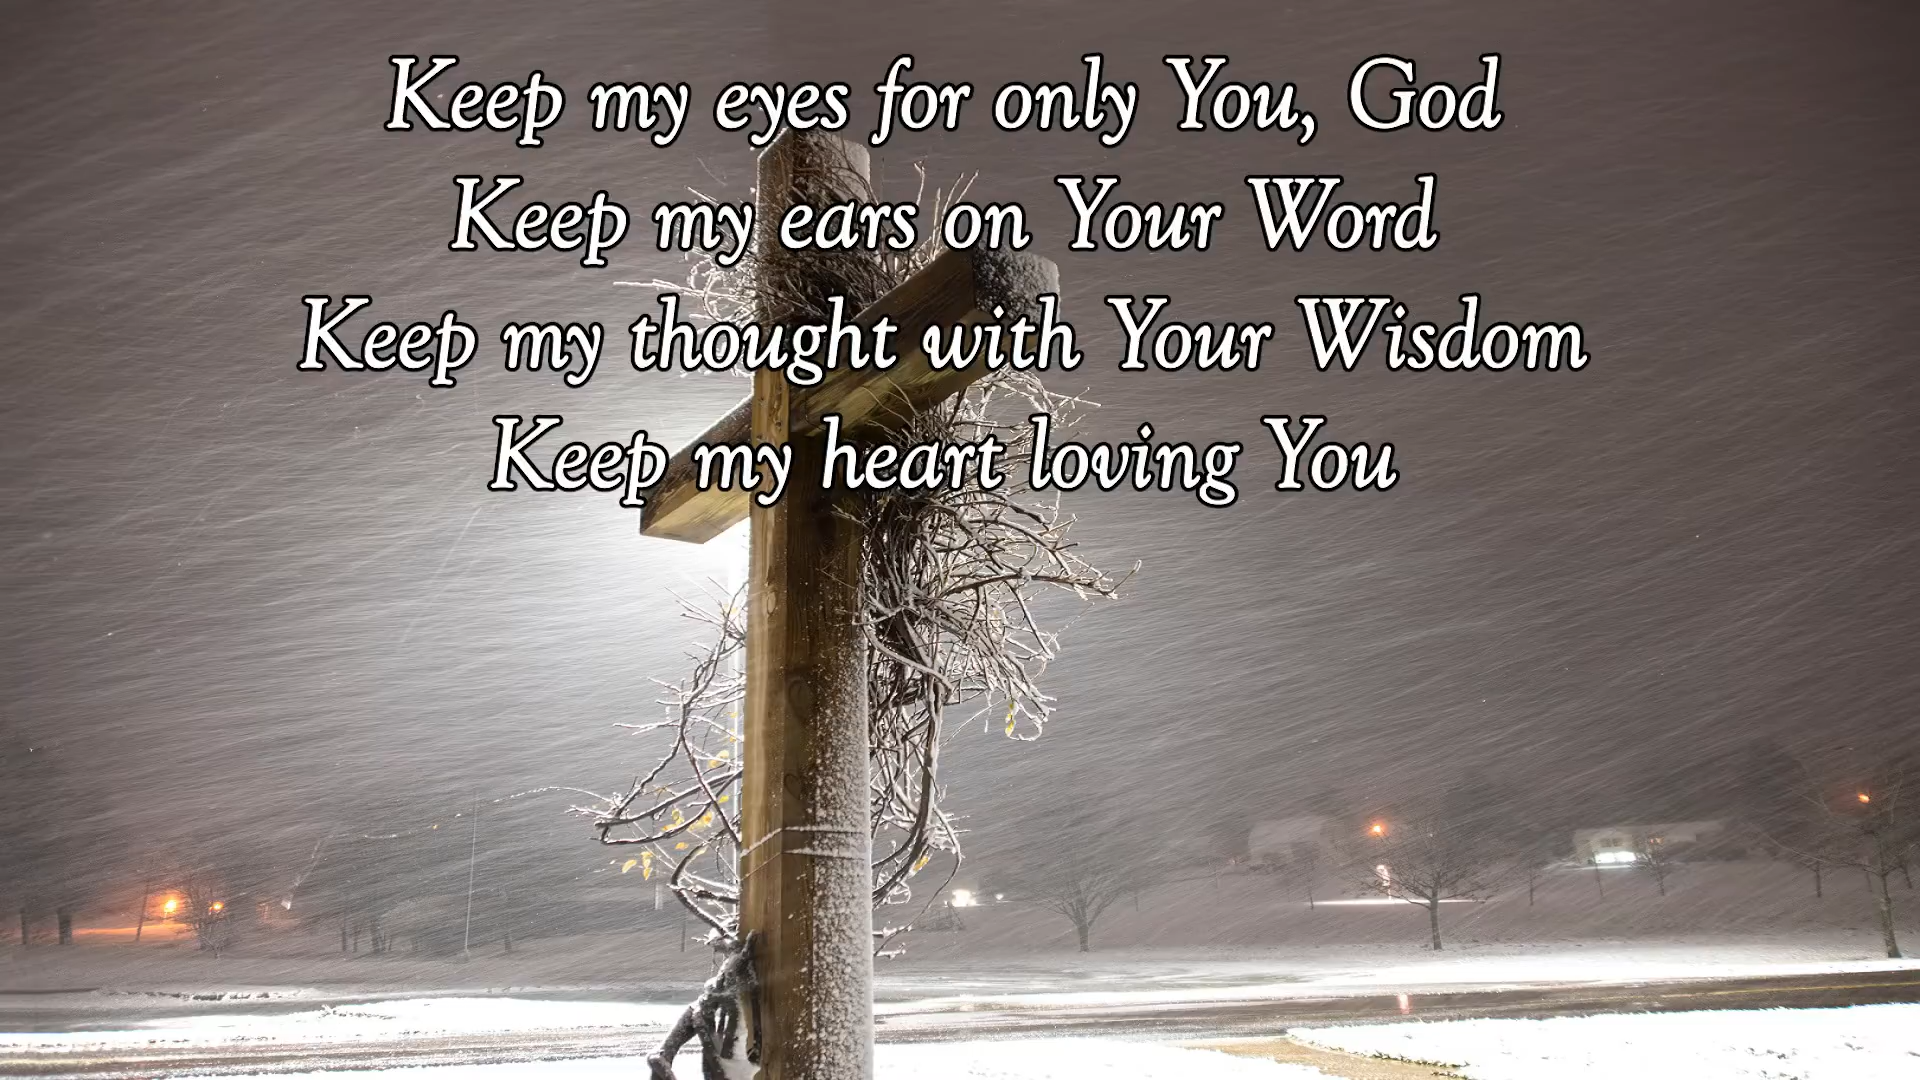 Keep my eyes for only You, God
Keep my ears on Your Word
Keep my thought with Your Wisdom
Keep my heart loving You